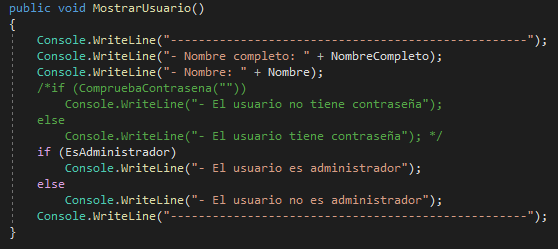 public void MostrarUsuario()
{
Console.WriteLine("----------------------------------------------------");
Console.WriteLine("- Nombre completo: " + NombreCompleto);
Console.WriteLine("- Nombre: " + Nombre);
/*if (CompruebaContrasena(""))
Console.WriteLine("- El usuario no tiene contraseña");
else
Console.WriteLine("- El usuario tiene contraseña"); */
if (EsAdministrador)
Console.WriteLine("- El usuario es administrador");
else
Console.WriteLine("- El usuario no es administrador");
Console.WriteLine("----------------------------------------------------");
}